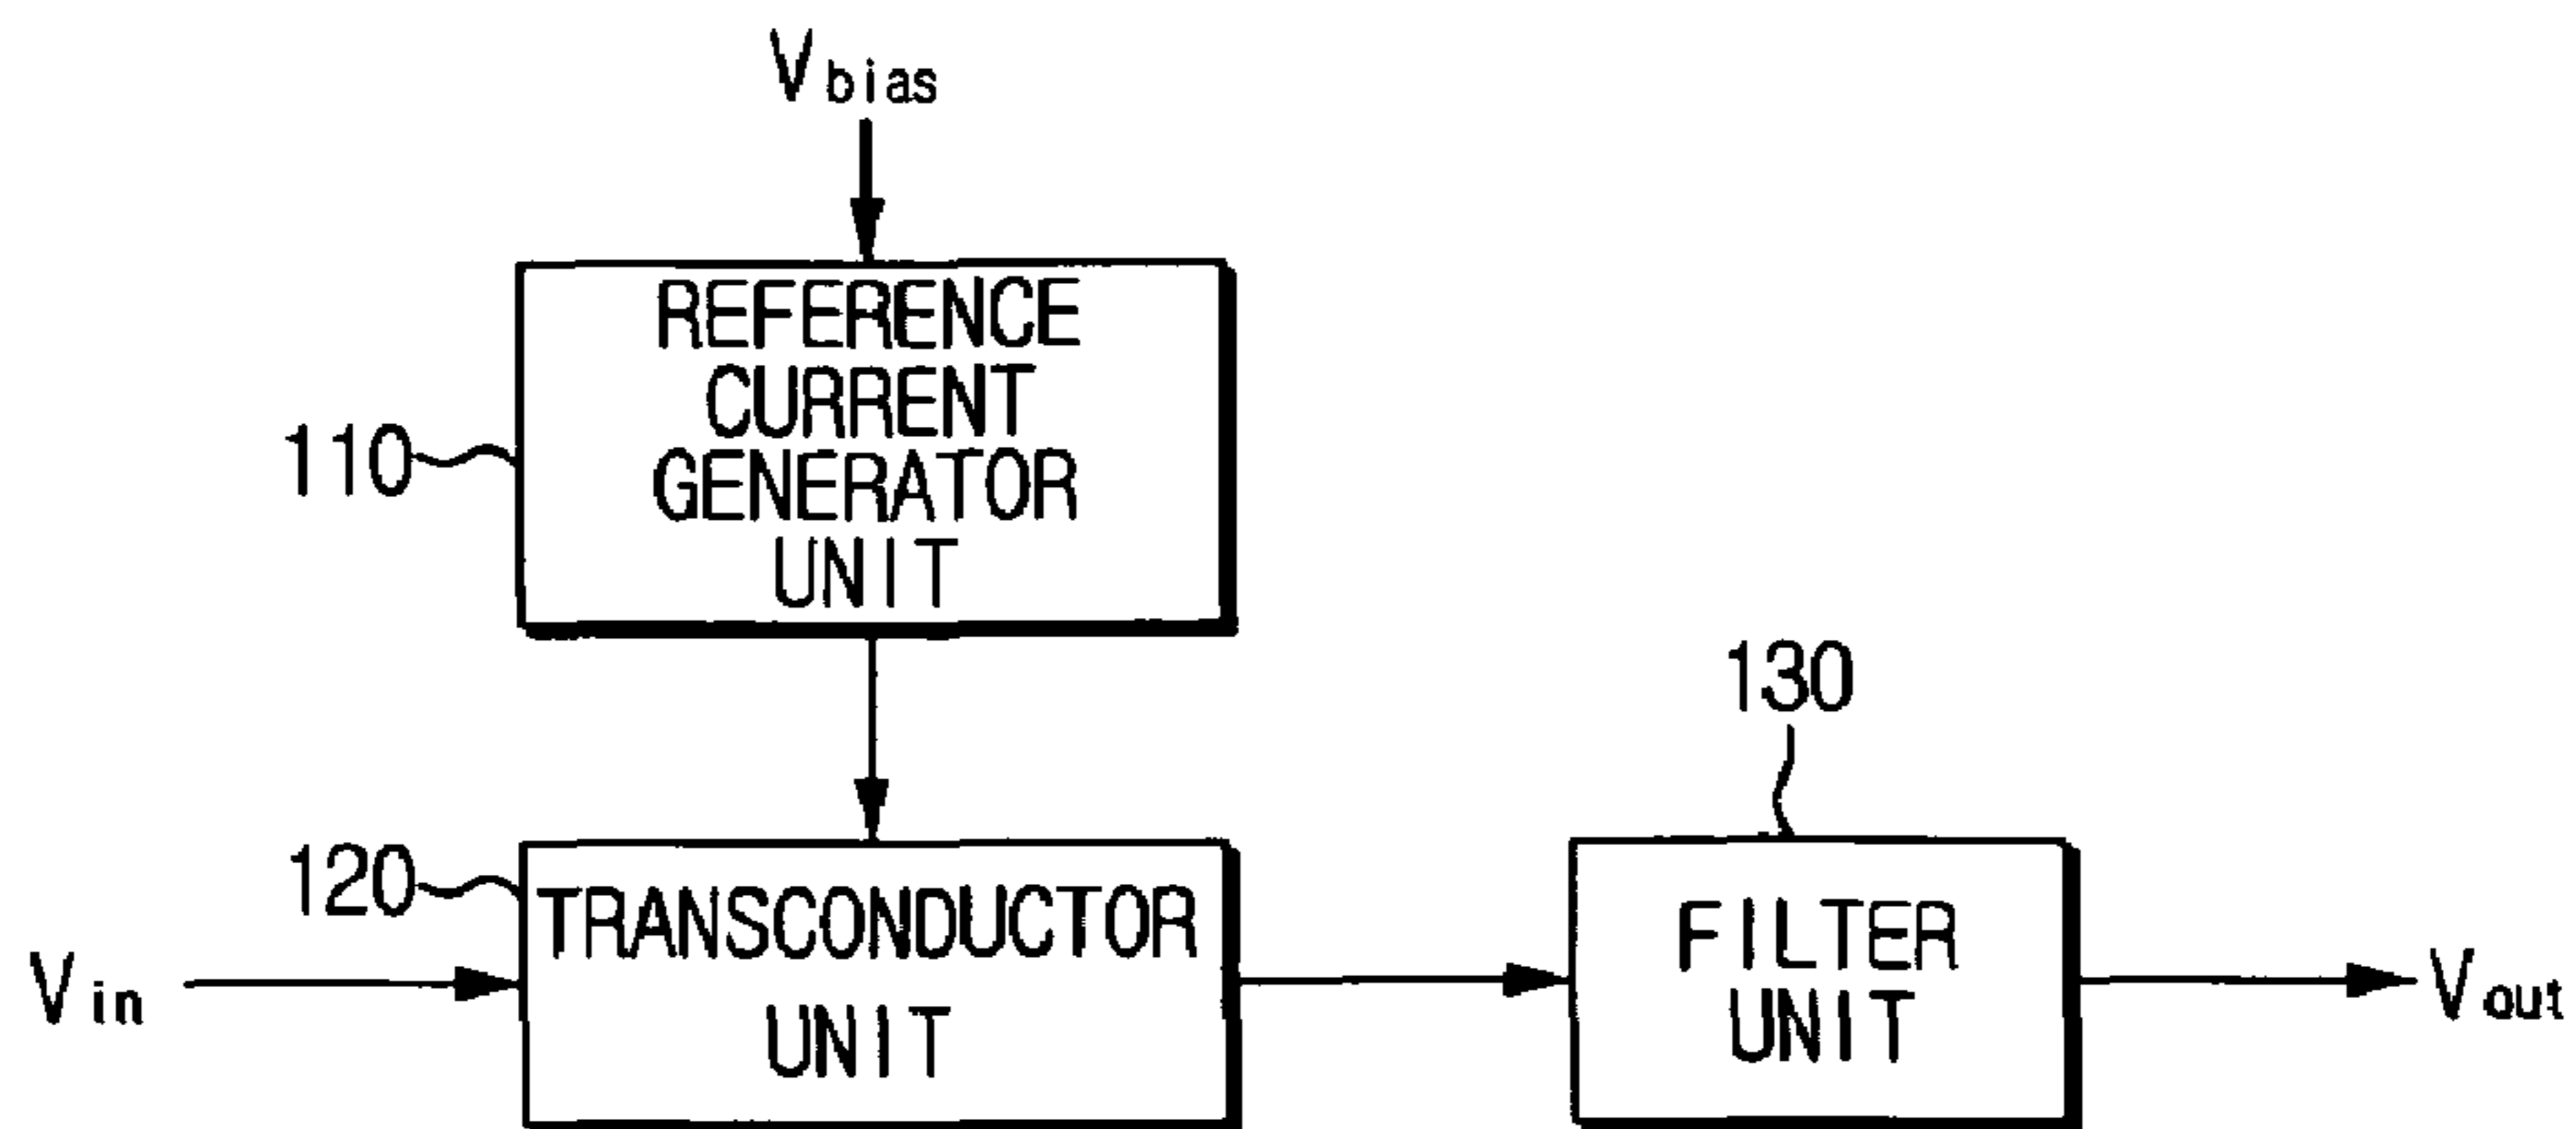 Vbias
REFERENCE
CURRENT
GENERATOR
UNIT
110
130
120
TRANSCONDUCTOR
UNIT
FILTER
UNIT
Vin
Vout